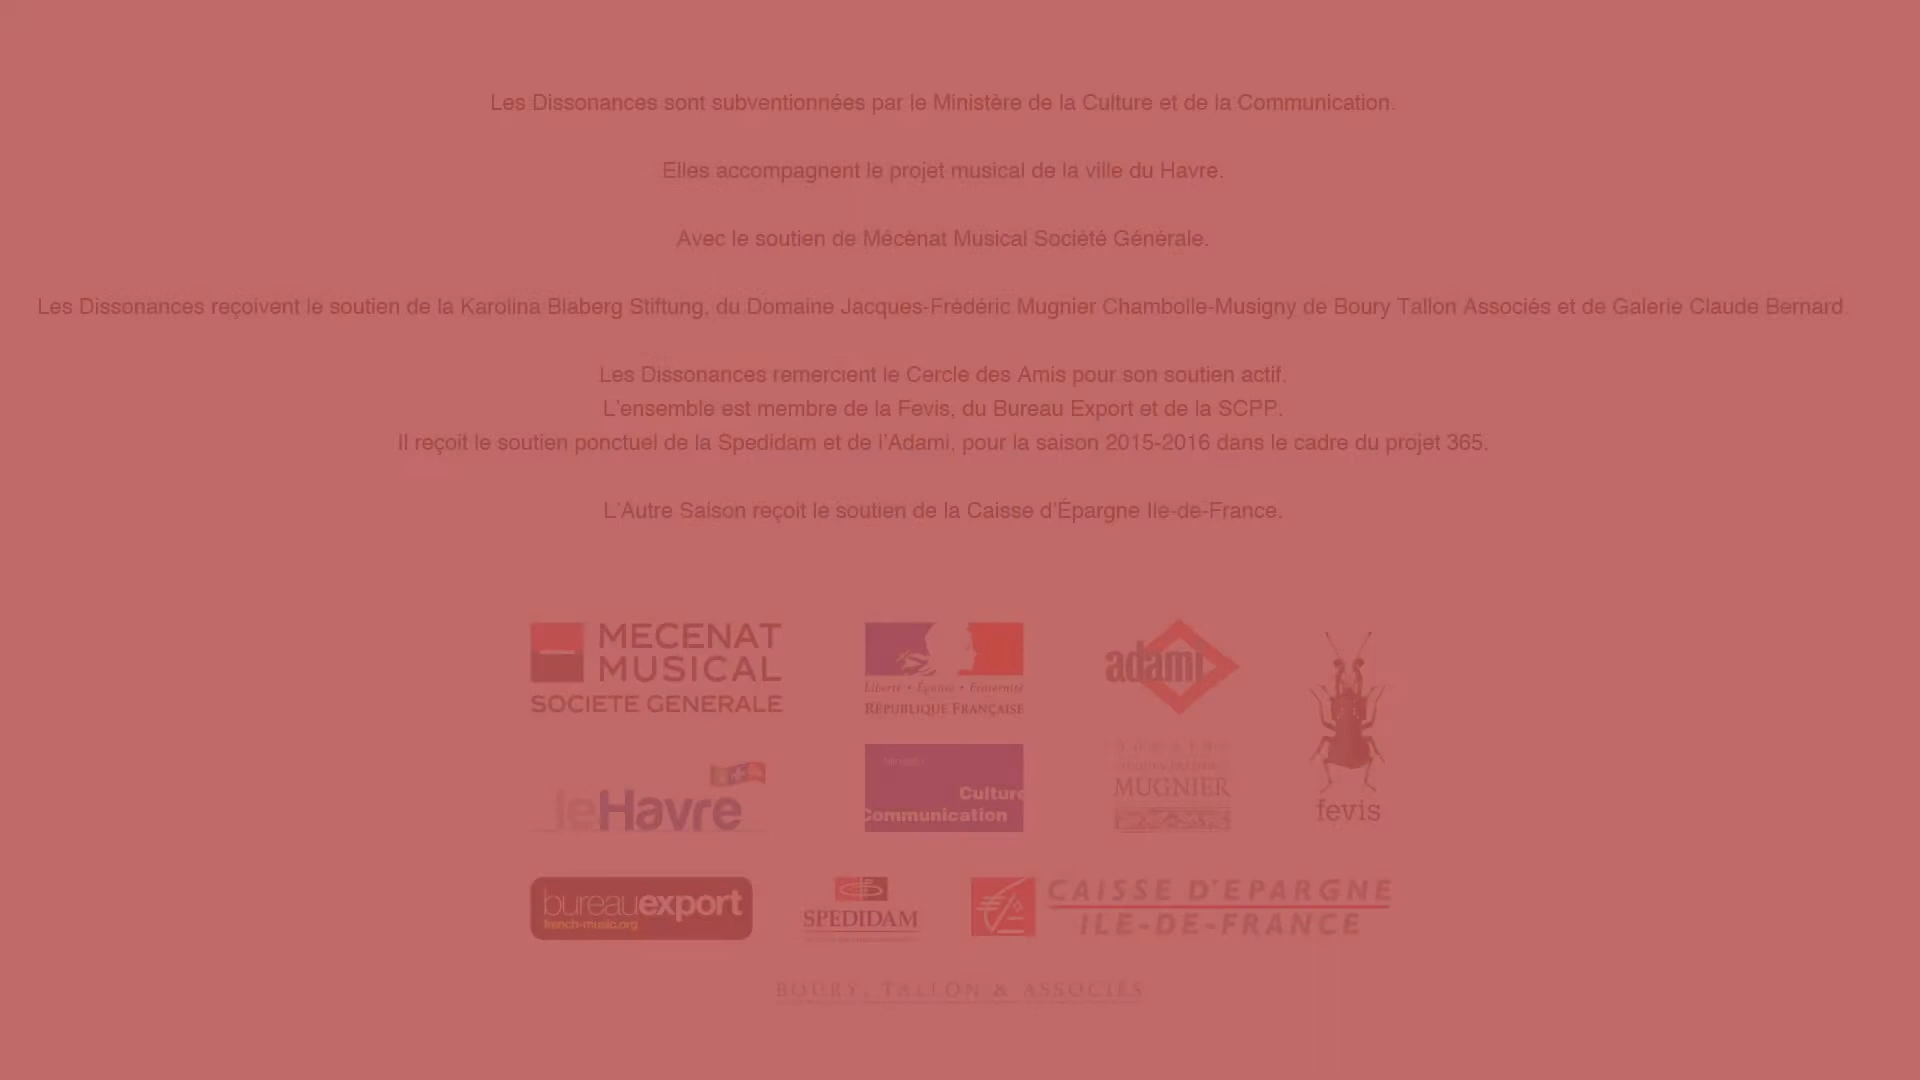 Les Dissonances sont subventionnées par le Ministère de la Culture et de la Communication.
Elles accompagnent le projet musical de la ville du Havre.
Avec le soutien de Mécénat Musical Société Générale.
Les Dissonances reçoivent le soutien de la Karolina Blaberg Stiftung, du Domaine Jacques-Frédéric Mugnier Chambolle-Musigny de Boury Tallon Associés et de Galerie Claude Bernard.
Les Dissonances remercient le Cercle des Amis pour son soutien actif.
L'ensemble est membre de la Fevis, du Bureau Export et de la SCPP.
Il reçoit le soutien ponctuel de la Spedidam et de l'Adami, pour la saison 2015-2016 dans le cadre du projet 365.
L'Autre Saison reçoit le soutien de la Caisse d'Épargne Ile-de-France.
MECENAT
MUSICAL
SOCIETE GENERALE
Liberté • Égalité • Fraternité
RÉPUBLIQUE FRANÇAISE
adami
fevis
leHavre
Culture
Communication
MUGNIER
bureauexport
french-music.org
SPEDIDAM
CAISSE D'EPARGNE
ILE-DE-FRANCE
BOURY, TALLON & ASSOCIÉS